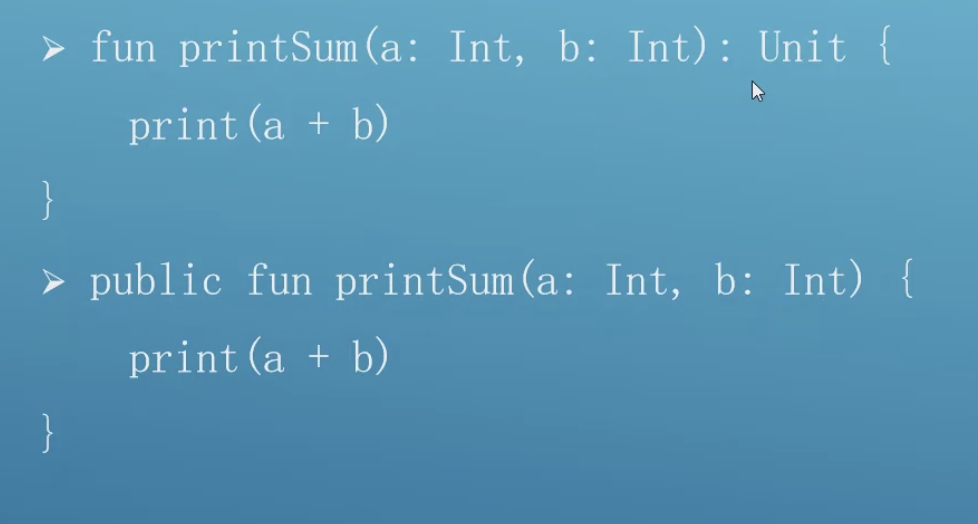 ➢ fun printSum(a: Int, b: Int): Unit {
print(a + b)
}
➢ public fun printSum(a: Int, b: Int) {
print(a + b)
}